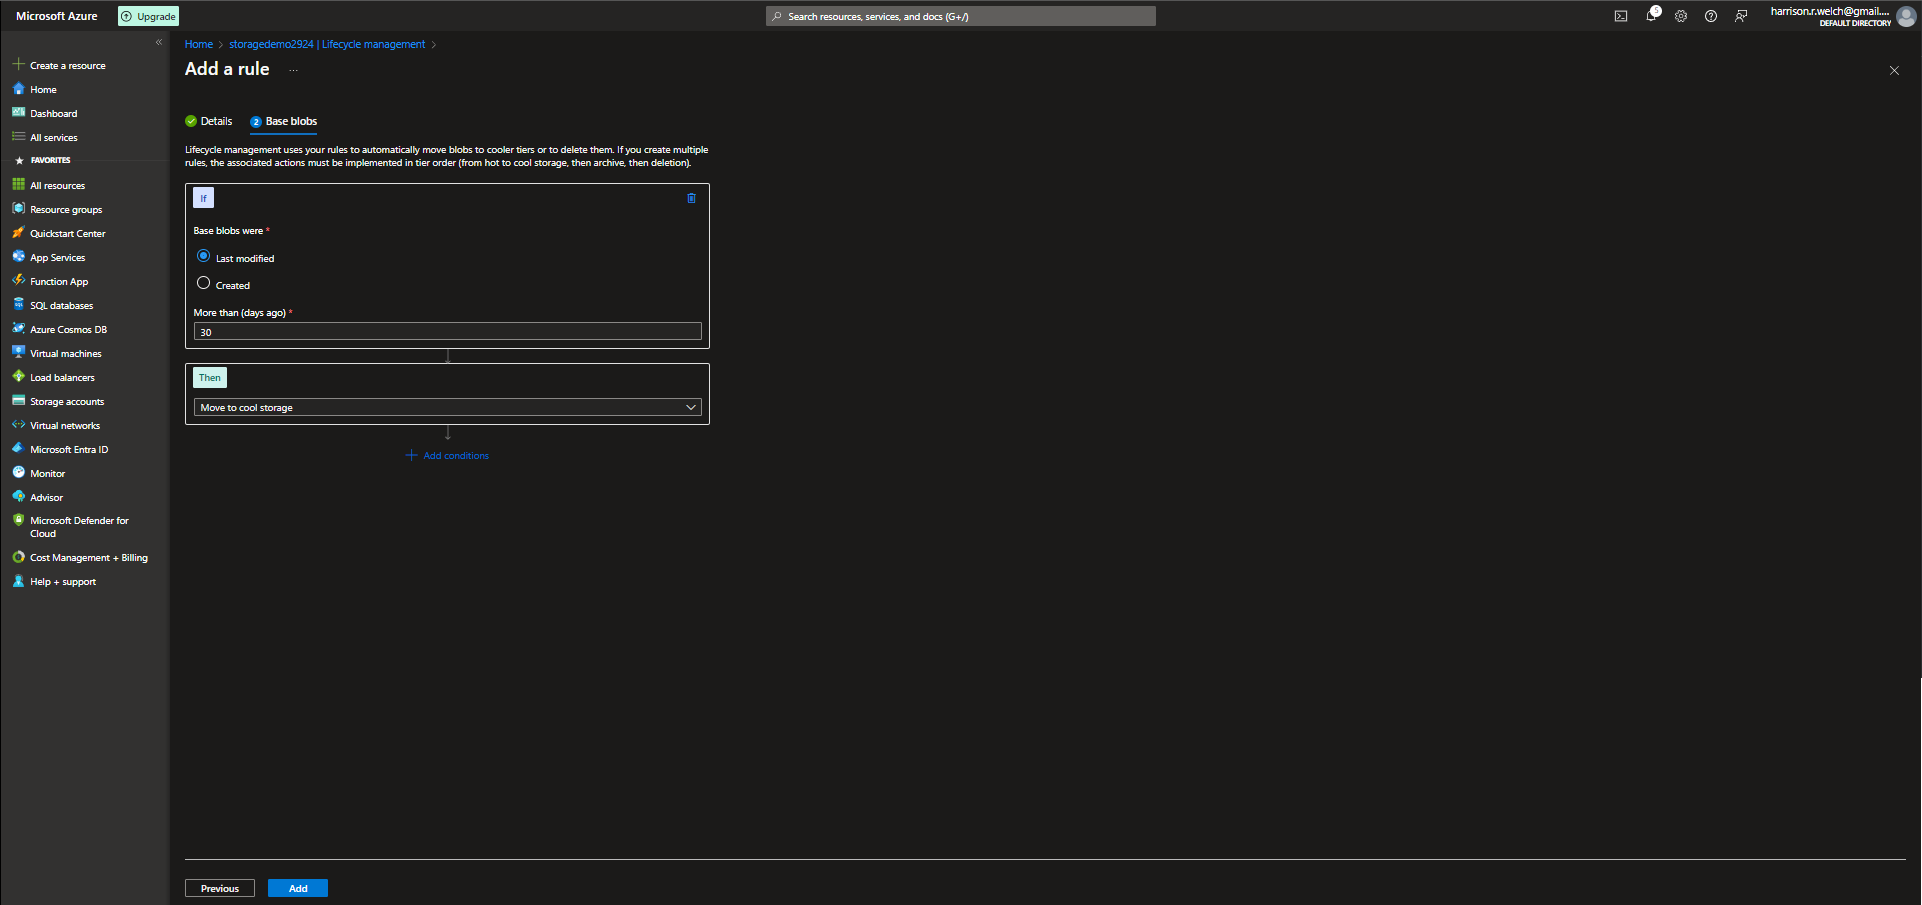 Microsoft Azure
Upgrade
Search resources, services, and docs (G+/)
5
harrison.r.welch@gmail....
DEFAULT DIRECTORY
«
Create a resource
Home
Dashboard
All services
FAVORITES
All resources
Resource groups
Quickstart Center
App Services
Function App
SQL databases
Azure Cosmos DB
Virtual machines
Load balancers
Storage accounts
Virtual networks
Microsoft Entra ID
Monitor
Advisor
Microsoft Defender for
Cloud
Cost Management + Billing
Help + support
Home > storagedemo2924 | Lifecycle management >
Add a rule ...
Details
2 Base blobs
Lifecycle management uses your rules to automatically move blobs to cooler tiers or to delete them. If you create multiple
rules, the associated actions must be implemented in tier order (from hot to cool storage, then archive, then deletion).
If
Base blobs were *
Last modified
Created
More than (days ago) *
30
Then
Move to cool storage
Add conditions
Previous
Add